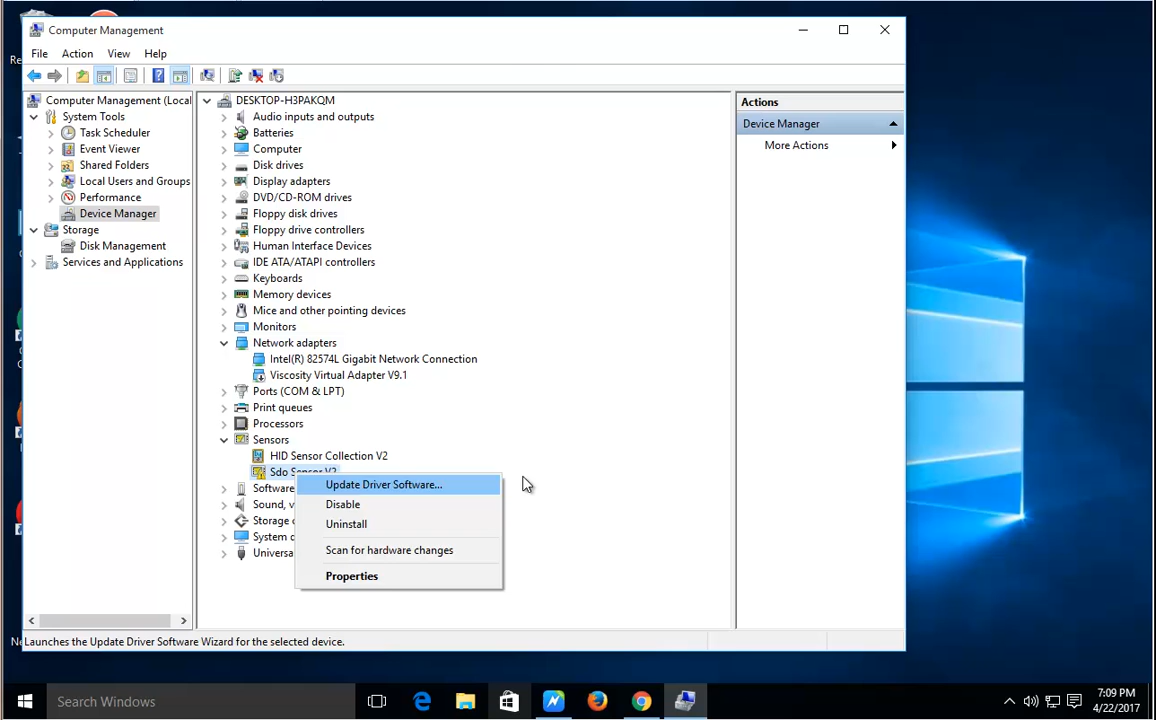 Computer Management
File Action View Help
Computer Management (Local
System Tools
Task Scheduler
Event Viewer
Shared Folders
Local Users and Groups
Performance
Device Manager
Storage
Disk Management
Services and Applications
DESKTOP-H3PAKQM
Audio inputs and outputs
Batteries
Computer
Disk drives
Display adapters
DVD/CD-ROM drives
Floppy disk drives
Floppy drive controllers
Human Interface Devices
IDE ATA/ATAPI controllers
Keyboards
Memory devices
Mice and other pointing devices
Monitors
Network adapters
Intel(R) 82574L Gigabit Network Connection
Viscosity Virtual Adapter V9.1
Ports (COM & LPT)
Print queues
Processors
Sensors
HID Sensor Collection V2
Sdo Sensor V2
Software
Sound, v
Storage c
System d
Universa
Update Driver Software...
Disable
Uninstall
Scan for hardware changes
Properties
Actions
Device Manager
More Actions
Launches the Update Driver Software Wizard for the selected device.
Search Windows
7:09 PM
4/22/2017